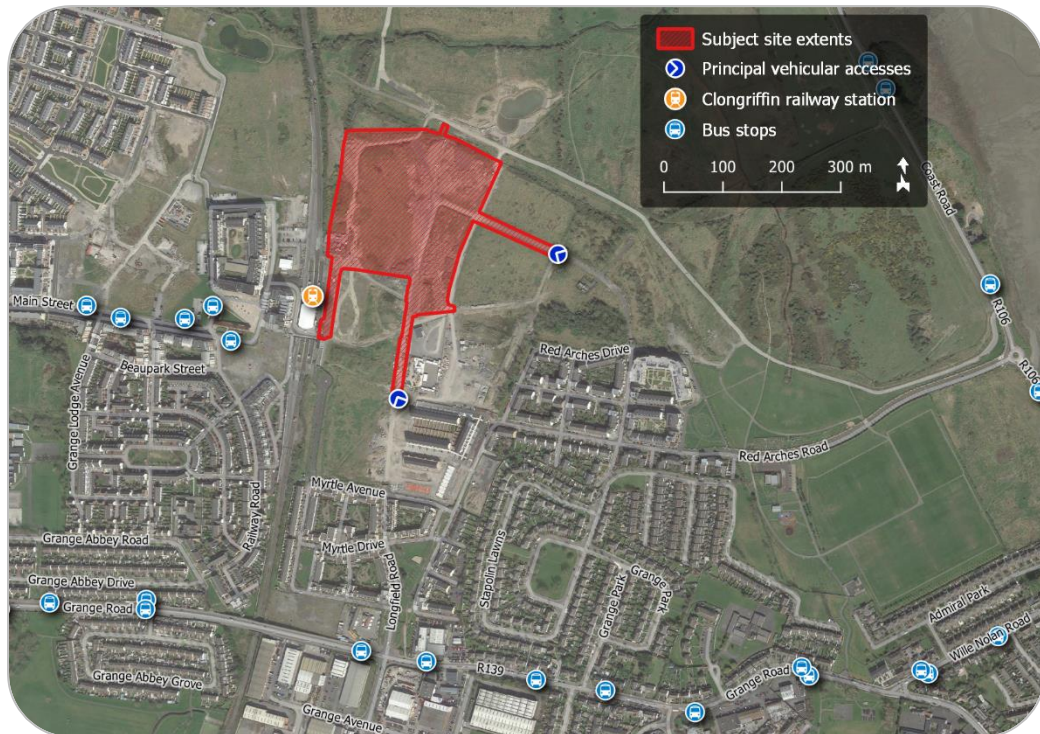 Subject site extents
Principal vehicular accesses
Clongriffin railway station
Bus stops
0 100 200 300 m
Coast Road
R106
R106
Main Street
Beaupark Street
Grange Lodge Avenue
Railway Road
Red Arches Drive
Red Arches Road
Myrtle Avenue
Myrtle Drive
Longfield Road
Stapolin Lawns
Grange Park
Grange Park
Grange Abbey Road
Grange Abbey Drive
Grange Road
Grange Abbey Grove
R139
Grange Avenue
Grange Road
Admiral Park
Wille Nolan Road